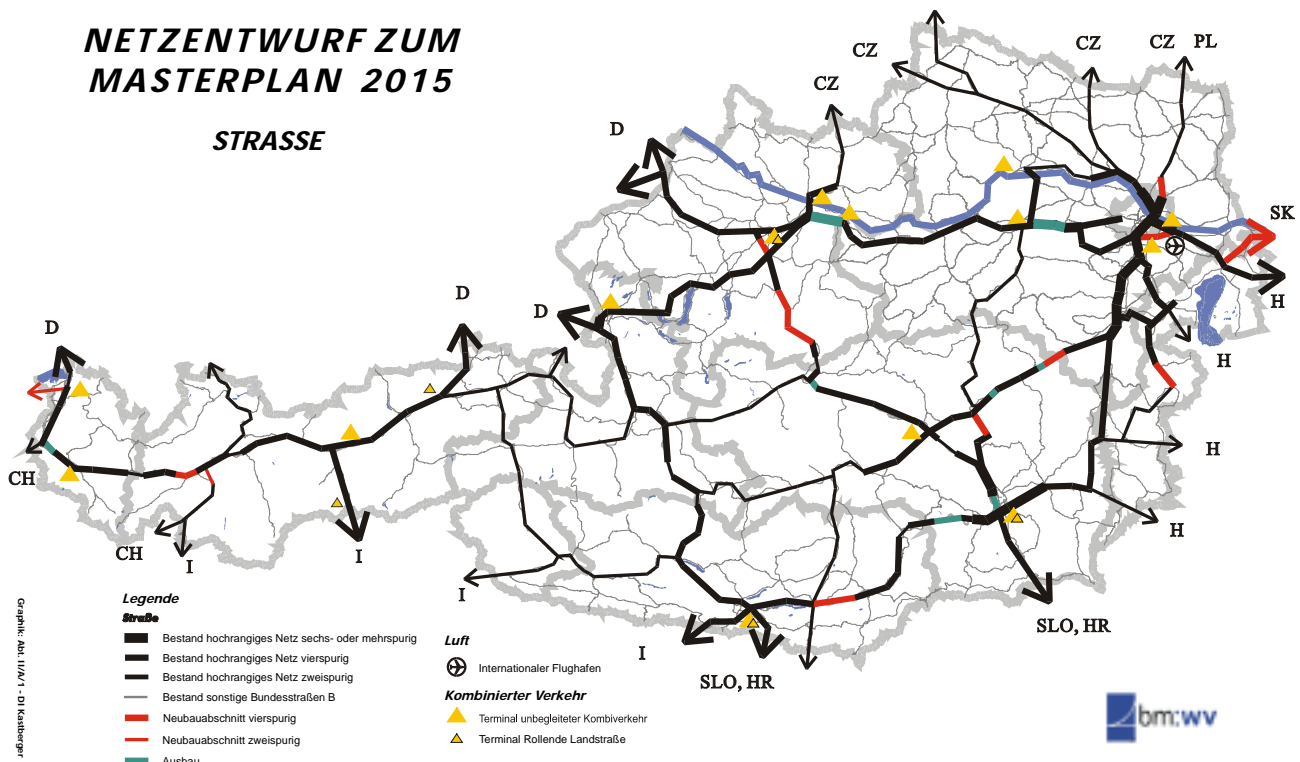 NETZENTWURF ZUM
MASTERPLAN 2015
STRASSE
CZ
CZ
CZ
PL
CZ
D
SK
H
D
D
D
H
H
H
CH
CH
I
I
I
I
SLO, HR
SLO, HR
Legende
Straße
Bestand hochrangiges Netz sechs- oder mehrspurig
Bestand hochrangiges Netz vierspurig
Bestand hochrangiges Netz zweispurig
Bestand sonstige Bundesstraßen B
Neubauabschnitt vierspurig
Neubauabschnitt zweispurig
Ausbau
Luft
Internationaler Flughafen
Kombinierter Verkehr
Terminal unbegleiteter Kombiverkehr
Terminal Rollende Landstraße
Graphik: Abt. II/A/1 - DI Kastberger
bm:wv